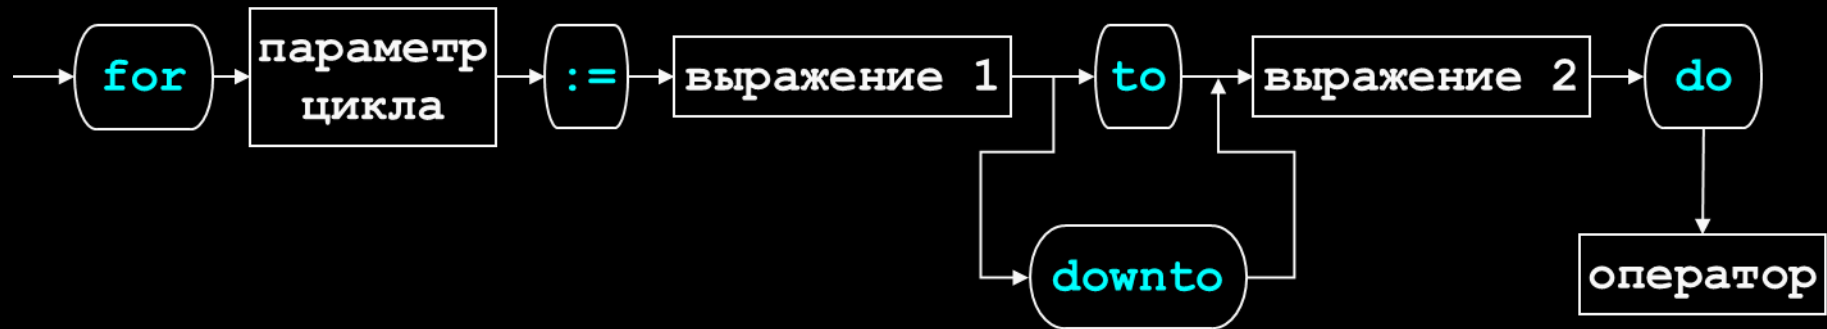 for
параметр
цикла
:=
выражение 1
to
выражение 2
do
downto
оператор